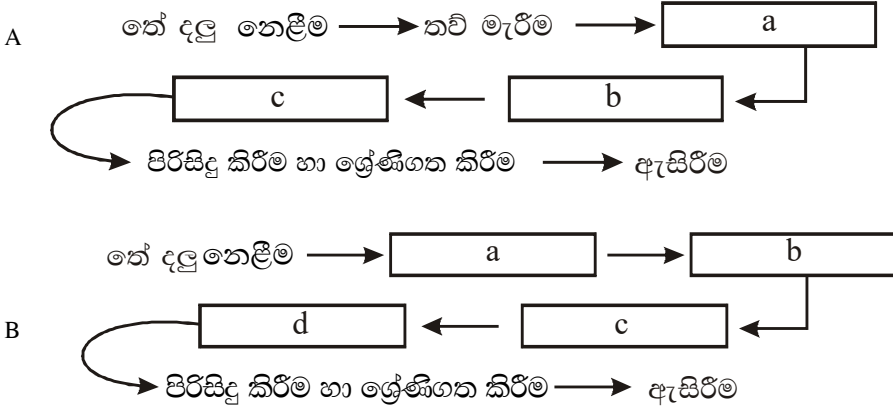 A තේ දලු නෙළීම තව් මැරීම a
c b
පිරිසිදු කිරීම හා ශ්‍රේණිගත කිරීම ඇසිරීම
තේ දලු නෙළීම a b
B d c
පිරිසිදු කිරීම හා ශ්‍රේණිගත කිරීම ඇසිරීම